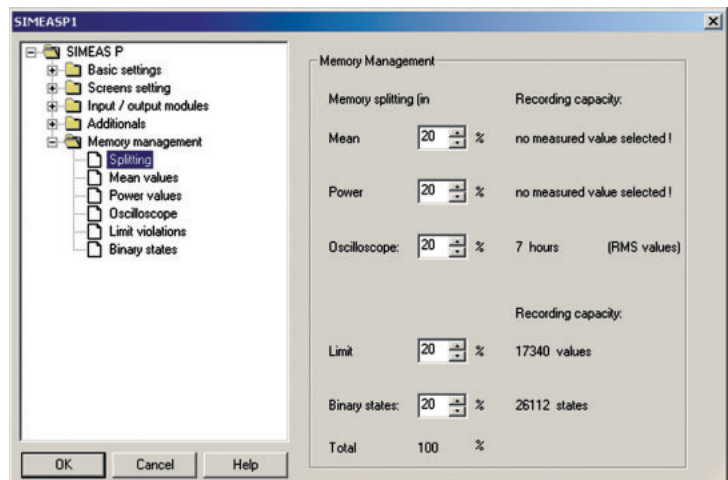 SIMEASP1
SIMEAS P
Basic settings
Screens setting
Input / output modules
Additionals
Memory management
Splitting
Mean values
Power values
Oscilloscope
Limit violations
Binary states
OK
Cancel
Help
Memory Management
Memory splitting (in
Recording capacity:
Mean 20 % no measured value selected !
Power 20 % no measured value selected !
Oscilloscope: 20 % 7 hours (RMS values)
Recording capacity:
Limit 20 % 17340 values
Binary states: 20 % 26112 states
Total 100 %